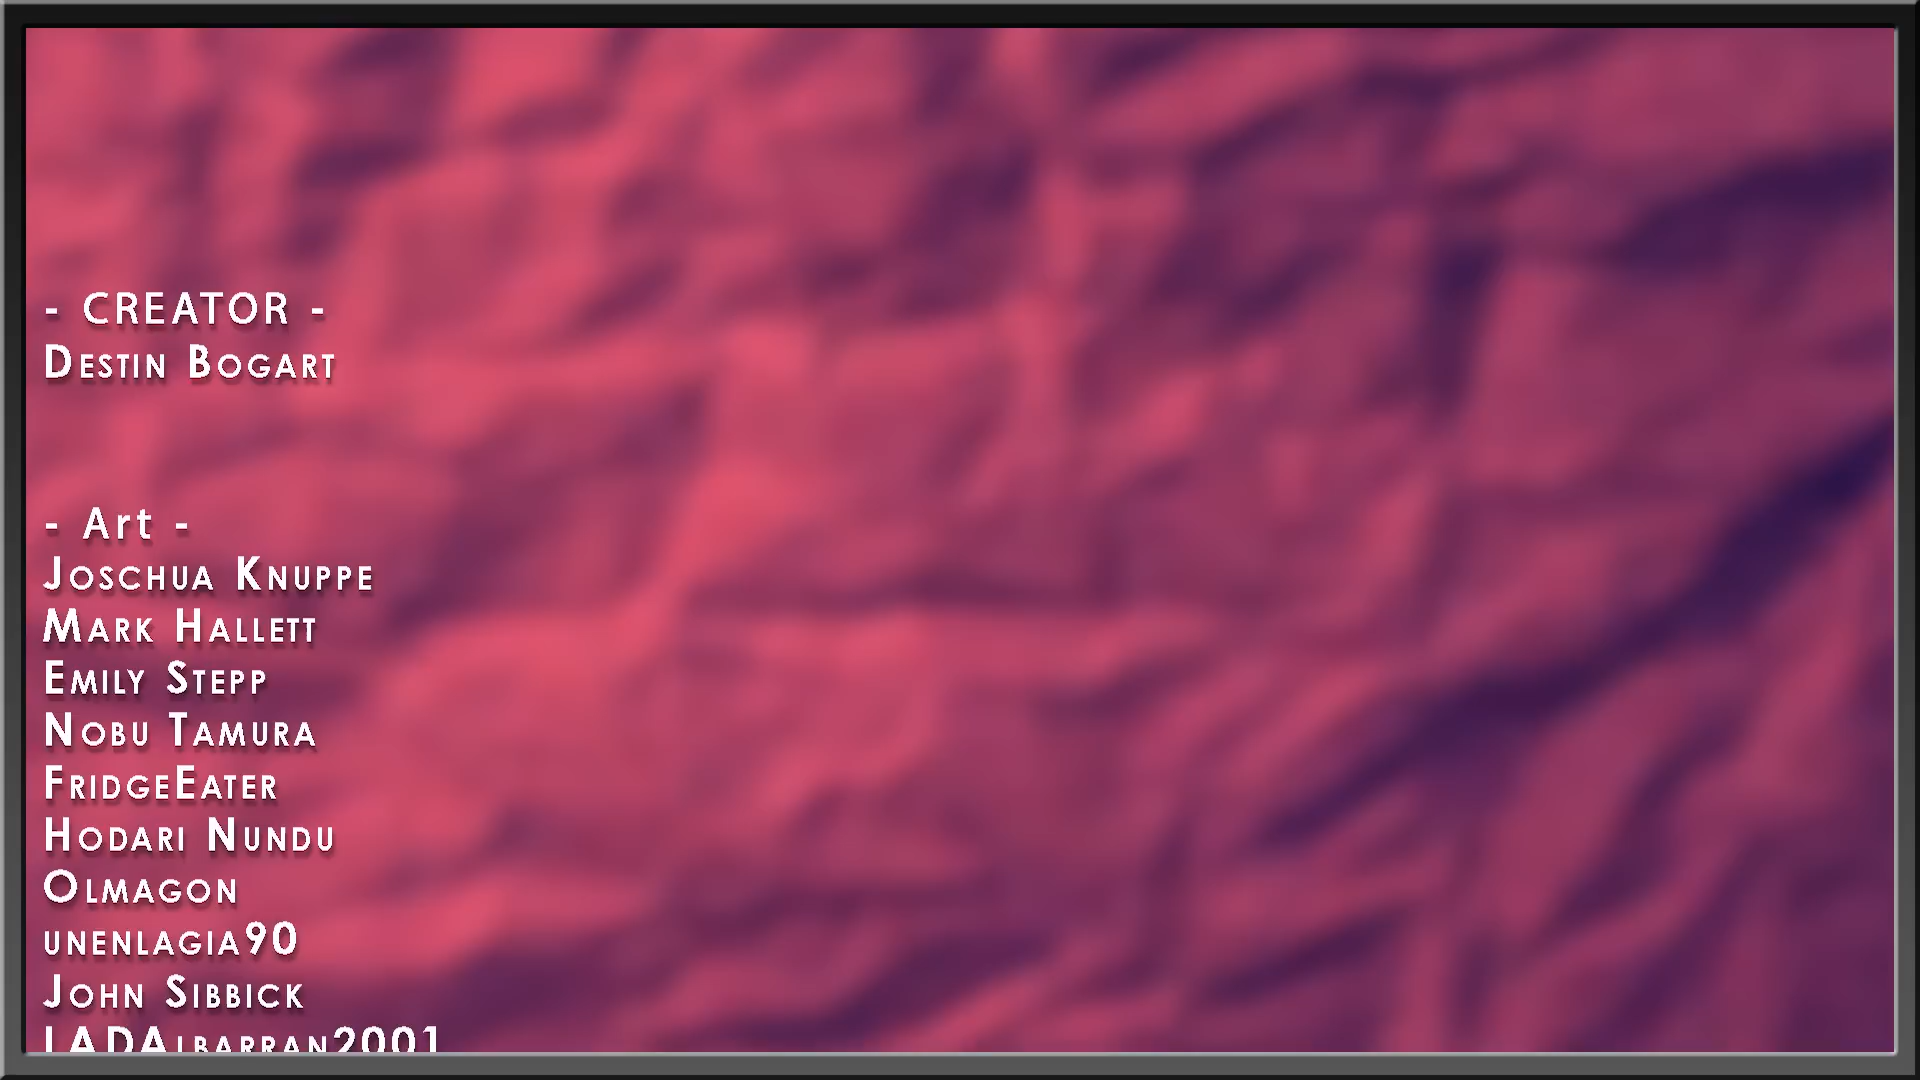 - CREATOR -
Destin Bogart
- Art -
Joschua Knuppe
Mark Hallett
Emily Stepp
Nobu Tamura
FridgeEater
Hodari Nundu
Olmagon
unenlagia90
John Sibbick